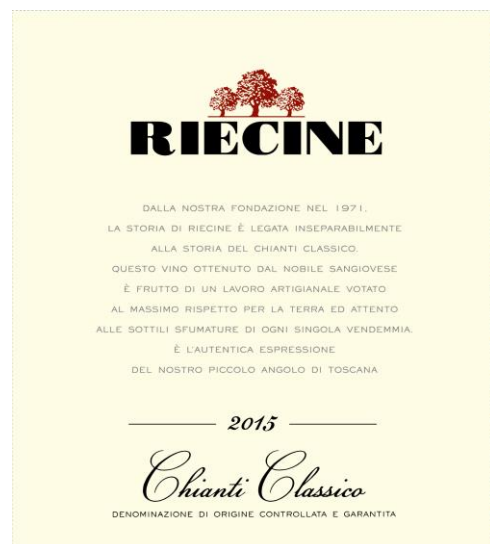 RIECINE
DALLA NOSTRA FONDAZIONE NEL 1971,
LA STORIA DI RIECINE È LEGATA INSEPARABILMENTE
ALLA STORIA DEL CHIANTI CLASSICO.
QUESTO VINO OTTENUTO DAL NOBILE SANGIOVESE
È FRUTTO DI UN LAVORO ARTIGIANALE VOTATO
AL MASSIMO RISPETTO PER LA TERRA ED ATTENTO
ALLE SOTTILI SFUMATURE DI OGNI SINGOLA VENDEMMIA.
È L'AUTENTICA ESPRESSIONE
DEL NOSTRO PICCOLO ANGOLO DI TOSCANA
2015
Chianti Classico
DENOMINAZIONE DI ORIGINE CONTROLLATA E GARANTITA